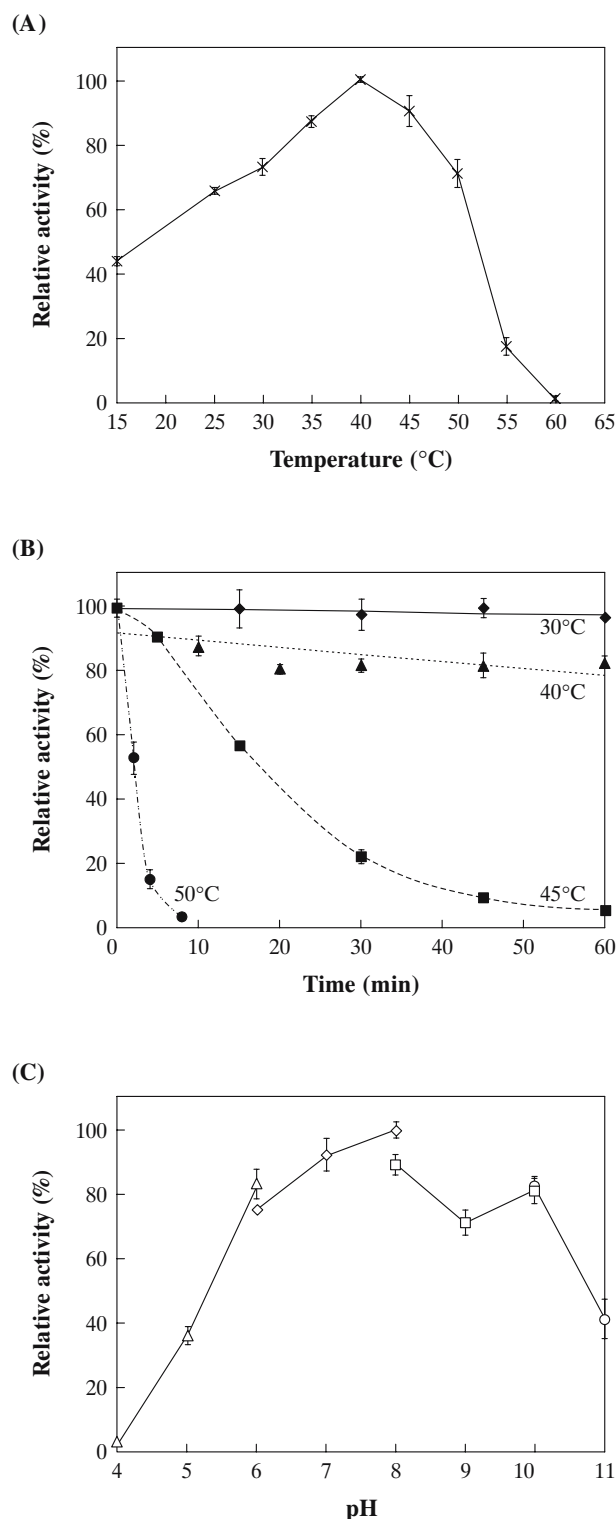 (A)
Relative activity (%)
100
80
60
40
20
0
15 20 25 30 35 40 45 50 55 60 65
Temperature (°C)
(B)
Relative activity (%)
100
80
60
40
20
0
30°C
40°C
50°C
45°C
0 10 20 30 40 50 60
Time (min)
(C)
Relative activity (%)
100
80
60
40
20
0
4 5 6 7 8 9 10 11
pH